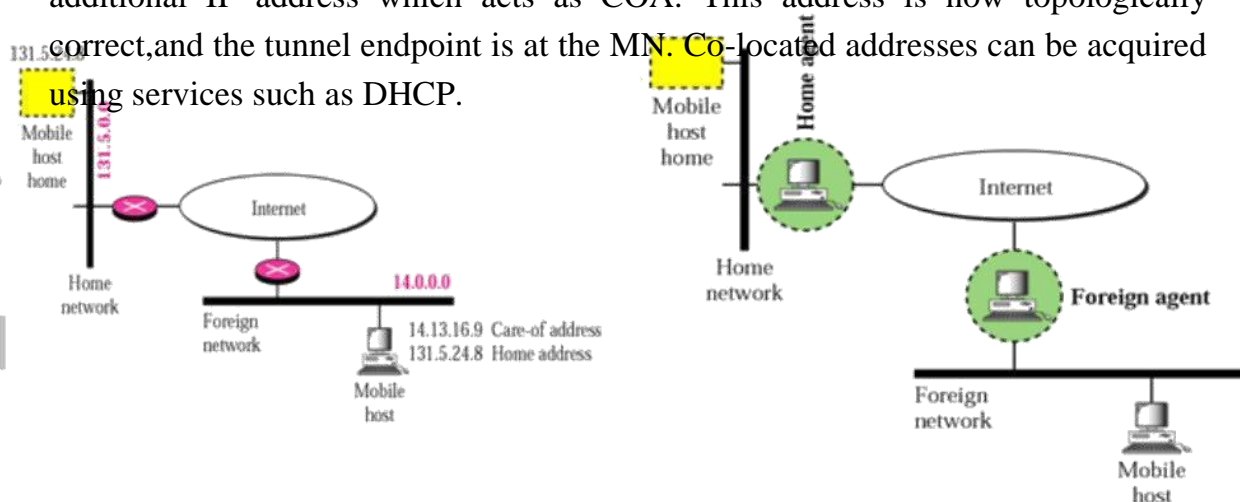 additional IP address which acts as COA. This address is now topologically
correct,and the tunnel endpoint is at the MN. Co-located addresses can be acquired
using services such as DHCP.
131.5.24.8
Mobile
host
home
131.5.0.0
Internet
Home
network
14.0.0.0
Foreign
network
14.13.16.9 Care-of address
131.5.24.8 Home address
Mobile
host
Mobile
host
home
Home agent
Internet
Home
network
Foreign agent
Foreign
network
Mobile
host